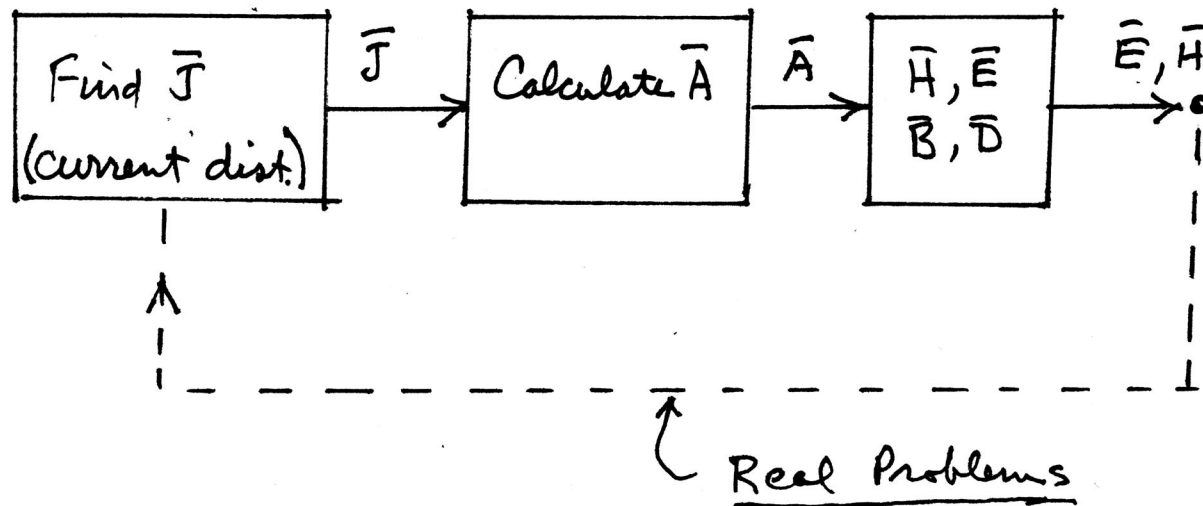 Find J̅
(current dist.)
J̅
Calculate A̅
A̅
H̅, E̅
B̅, D̅
E̅, H̅
Real Problems